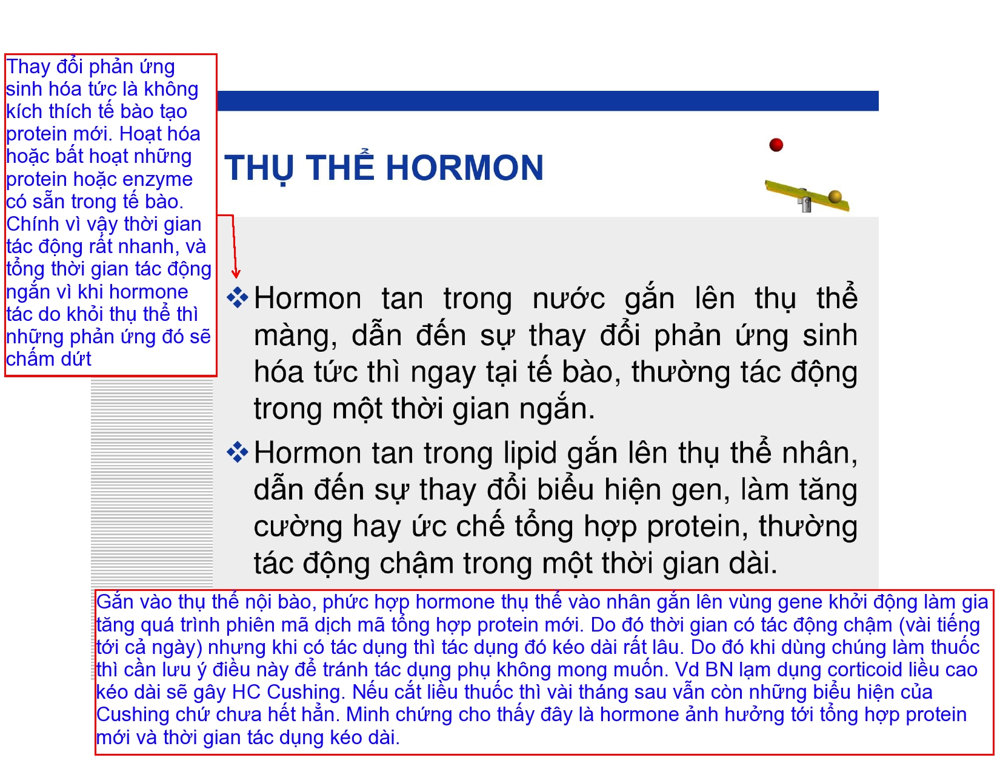 Thay đổi phản ứng
sinh hóa tức là không
kích thích tế bào tạo
protein mới. Hoạt hóa
hoặc bất hoạt những
protein hoặc enzyme
có sẵn trong tế bào.
Chính vì vậy thời gian
tác động rất nhanh, và
tổng thời gian tác động
ngắn vì khi hormone
tác do khỏi thụ thể thì
những phản ứng đó sẽ
chấm dứt
THỤ THỂ HORMON
Hormon tan trong nước gắn lên thụ thể
màng, dẫn đến sự thay đổi phản ứng sinh
hóa tức thì ngay tại tế bào, thường tác động
trong một thời gian ngắn.
Hormon tan trong lipid gắn lên thụ thể nhân,
dẫn đến sự thay đổi biểu hiện gen, làm tăng
cường hay ức chế tổng hợp protein, thường
tác động chậm trong một thời gian dài.
Gắn vào thụ thể nội bào, phức hợp hormone thụ thể vào nhân gắn lên vùng gene khởi động làm gia
tăng quá trình phiên mã dịch mã tổng hợp protein mới. Do đó thời gian có tác động chậm (vài tiếng
tới cả ngày) nhưng khi có tác dụng thì tác dụng đó kéo dài rất lâu. Do đó khi dùng chúng làm thuốc
thì cần lưu ý điều này để tránh tác dụng phụ không mong muốn. Vd BN lạm dụng corticoid liều cao
kéo dài sẽ gây HC Cushing. Nếu cắt liều thuốc thì vài tháng sau vẫn còn những biểu hiện của
Cushing chứ chưa hết hẳn. Minh chứng cho thấy đây là hormone ảnh hưởng tới tổng hợp protein
mới và thời gian tác dụng kéo dài.